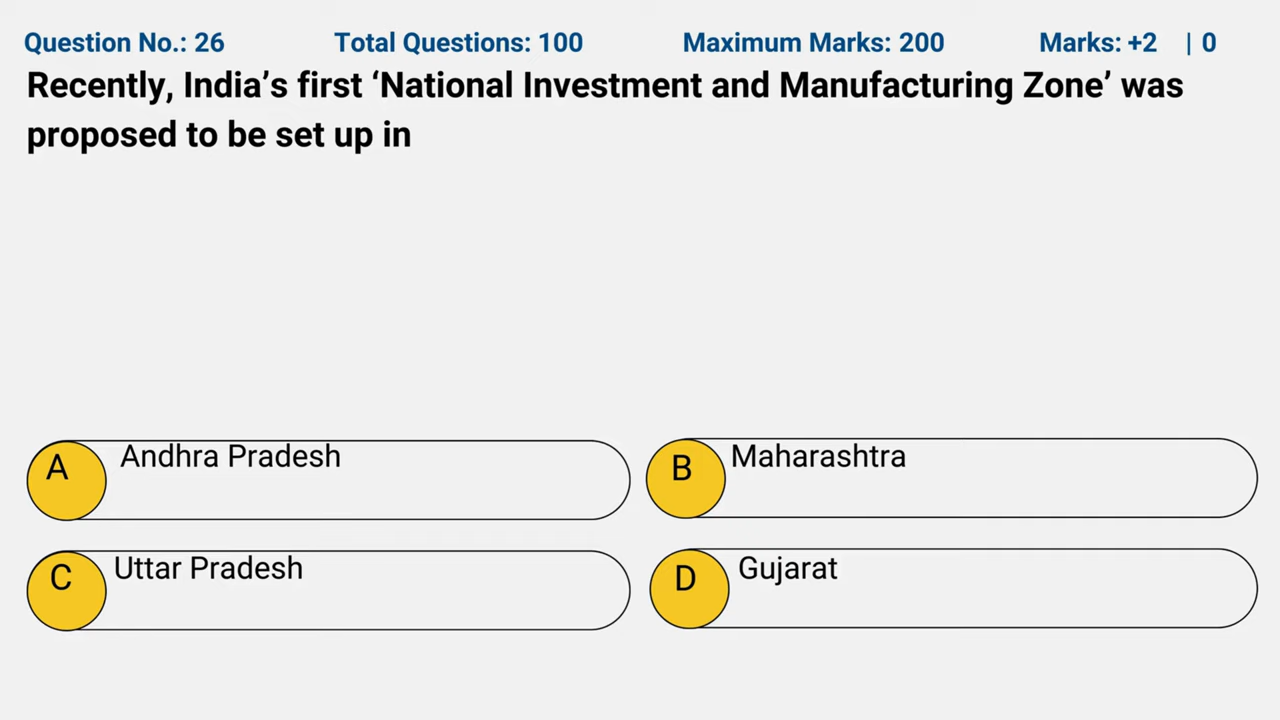 Question No.: 26 Total Questions: 100 Maximum Marks: 200 Marks: +2 | 0
Recently, India’s first ‘National Investment and Manufacturing Zone’ was
proposed to be set up in
A Andhra Pradesh
B Maharashtra
C Uttar Pradesh
D Gujarat